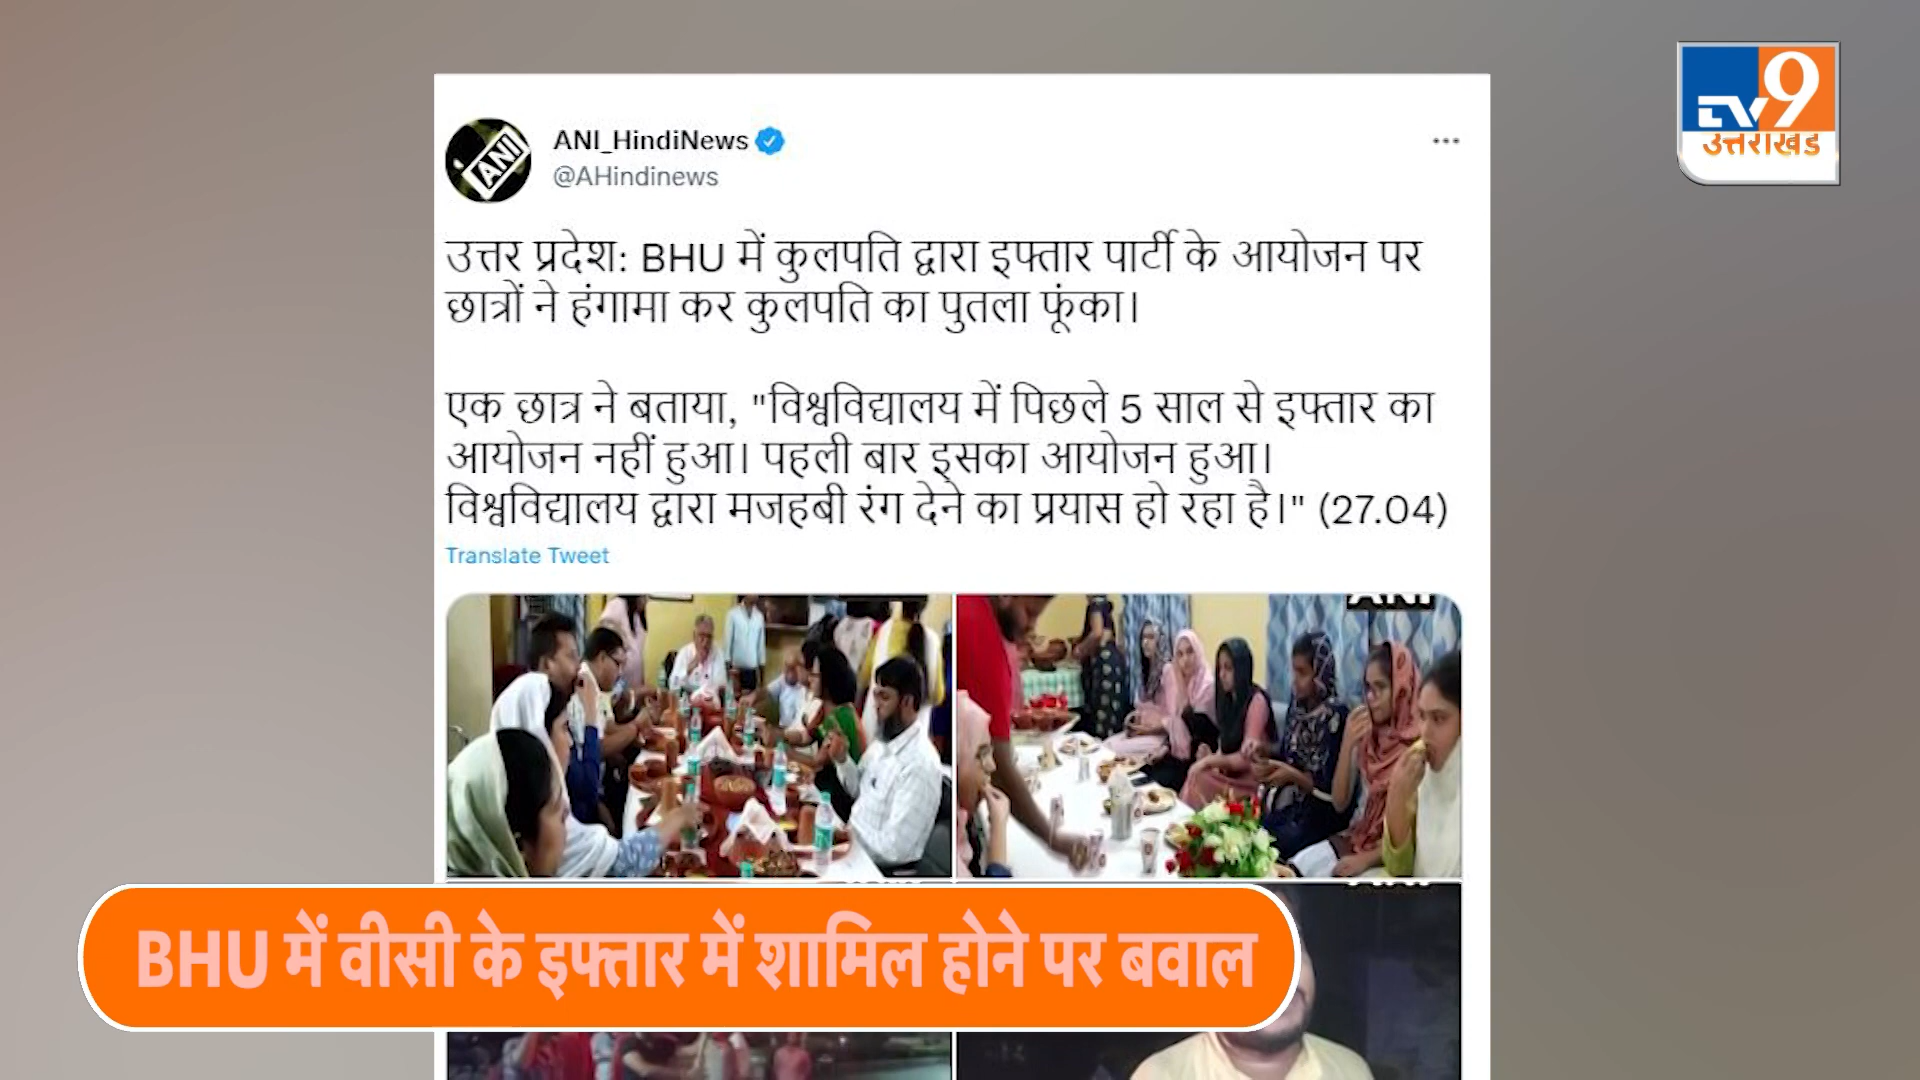 TV9
उत्तराखंड
ANI
ANI_HindiNews
@AHindinews
उत्तर प्रदेश: BHU में कुलपति द्वारा इफ्तार पार्टी के आयोजन पर
छात्रों ने हंगामा कर कुलपति का पुतला फूंका।
एक छात्र ने बताया, "विश्वविद्यालय में पिछले 5 साल से इफ्तार का
आयोजन नहीं हुआ। पहली बार इसका आयोजन हुआ।
विश्वविद्यालय द्वारा मजहबी रंग देने का प्रयास हो रहा है।" (27.04)
Translate Tweet
BHU में वीसी के इफ्तार में शामिल होने पर बवाल